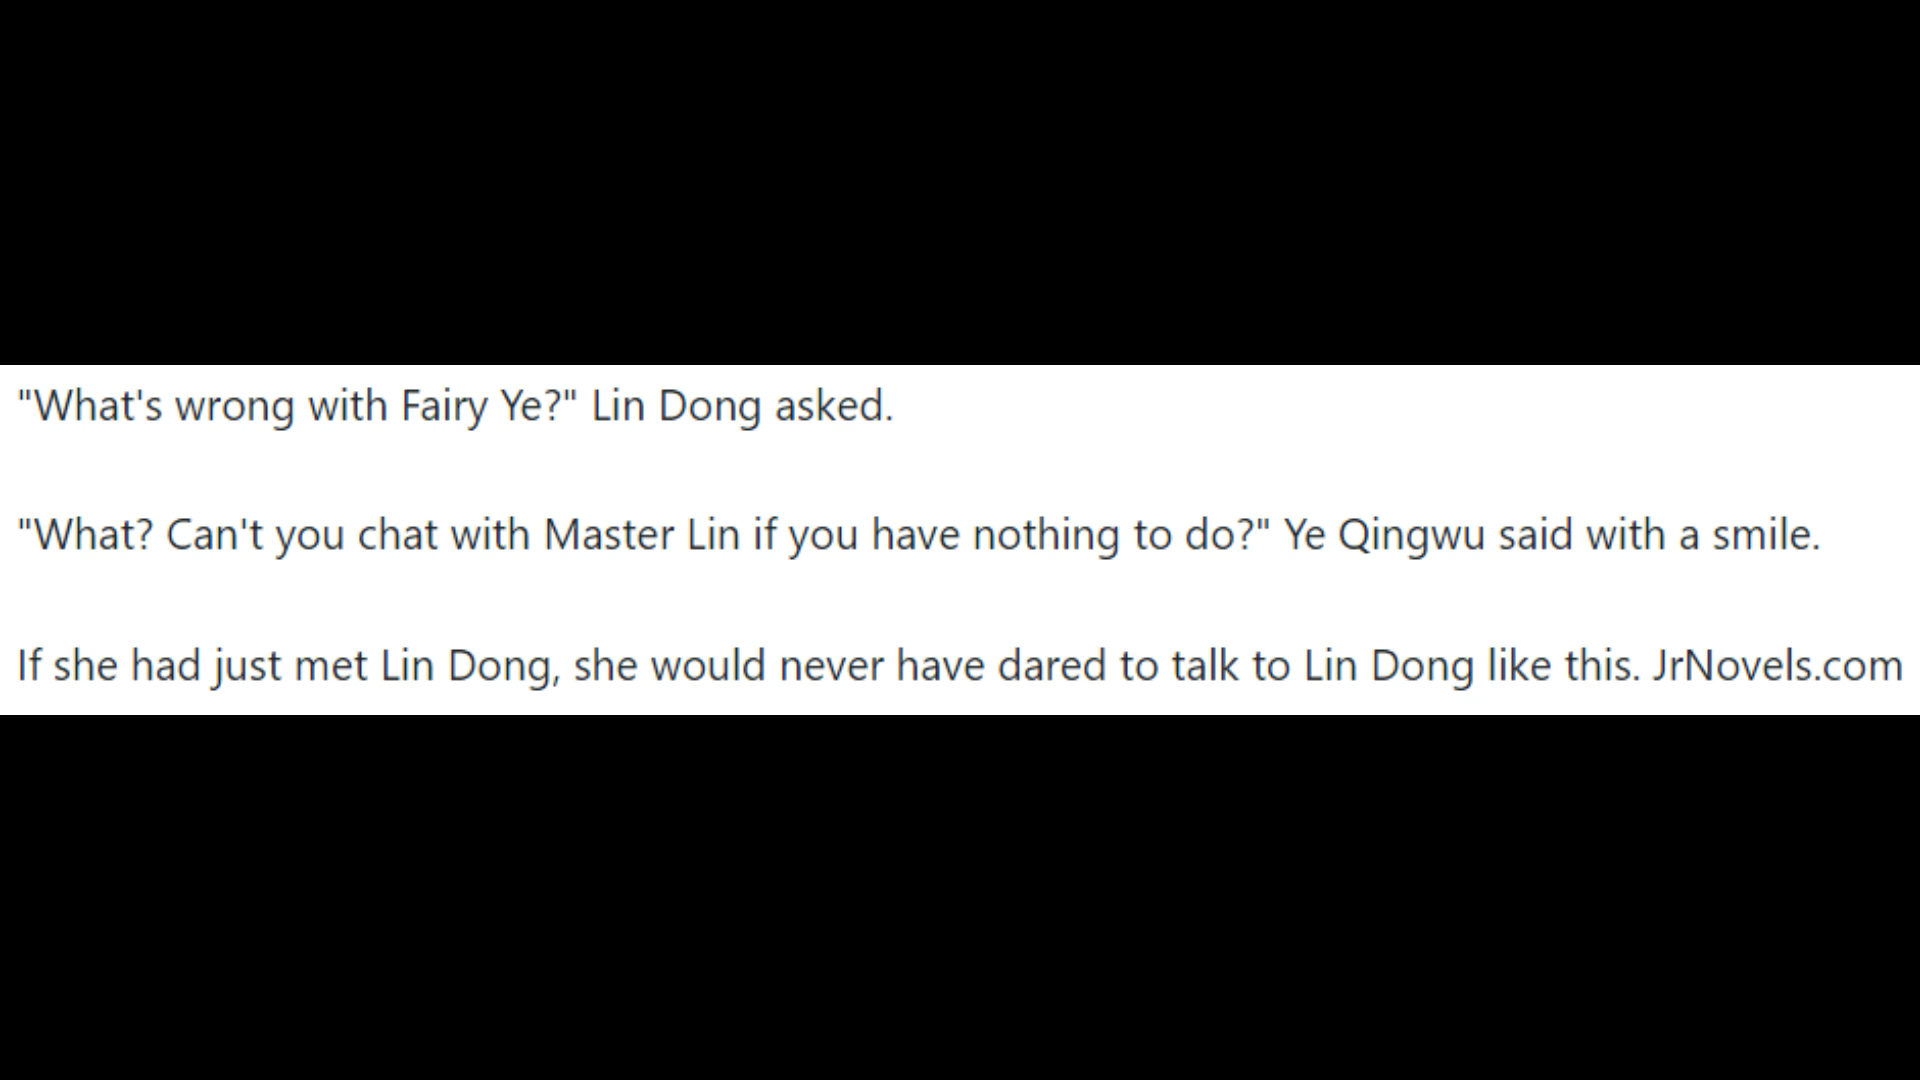 "What's wrong with Fairy Ye?" Lin Dong asked.
"What? Can't you chat with Master Lin if you have nothing to do?" Ye Qingwu said with a smile.
If she had just met Lin Dong, she would never have dared to talk to Lin Dong like this. JrNovels.com